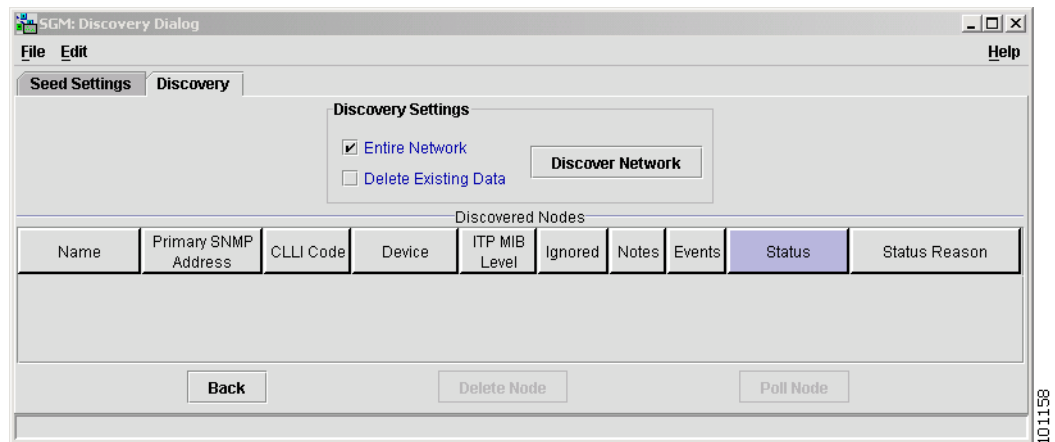 SGM: Discovery Dialog
File Edit Help
Seed Settings Discovery
Discovery Settings
Entire Network
Delete Existing Data
Discover Network
Discovered Nodes
Name
Primary SNMP
Address
CLLI Code
Device
ITP MIB
Level
Ignored
Notes
Events
Status
Status Reason
Back
Delete Node
Poll Node
101158